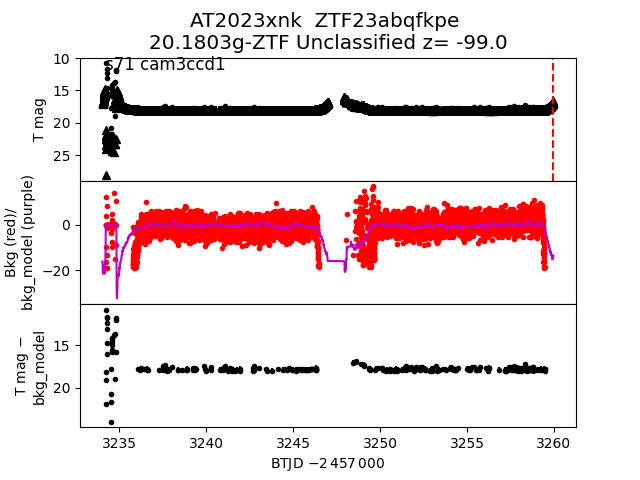 AT2023xnk  ZTF23abqfkpe
20.1803g-ZTF Unclassified z= -99.0
s71 cam3ccd1
T mag
10
15
20
25
Bkg (red)/
bkg_model (purple)
0
−20
T mag −
bkg_model
15
20
3235
3240
3245
3250
3255
3260
BTJD −2 457 000